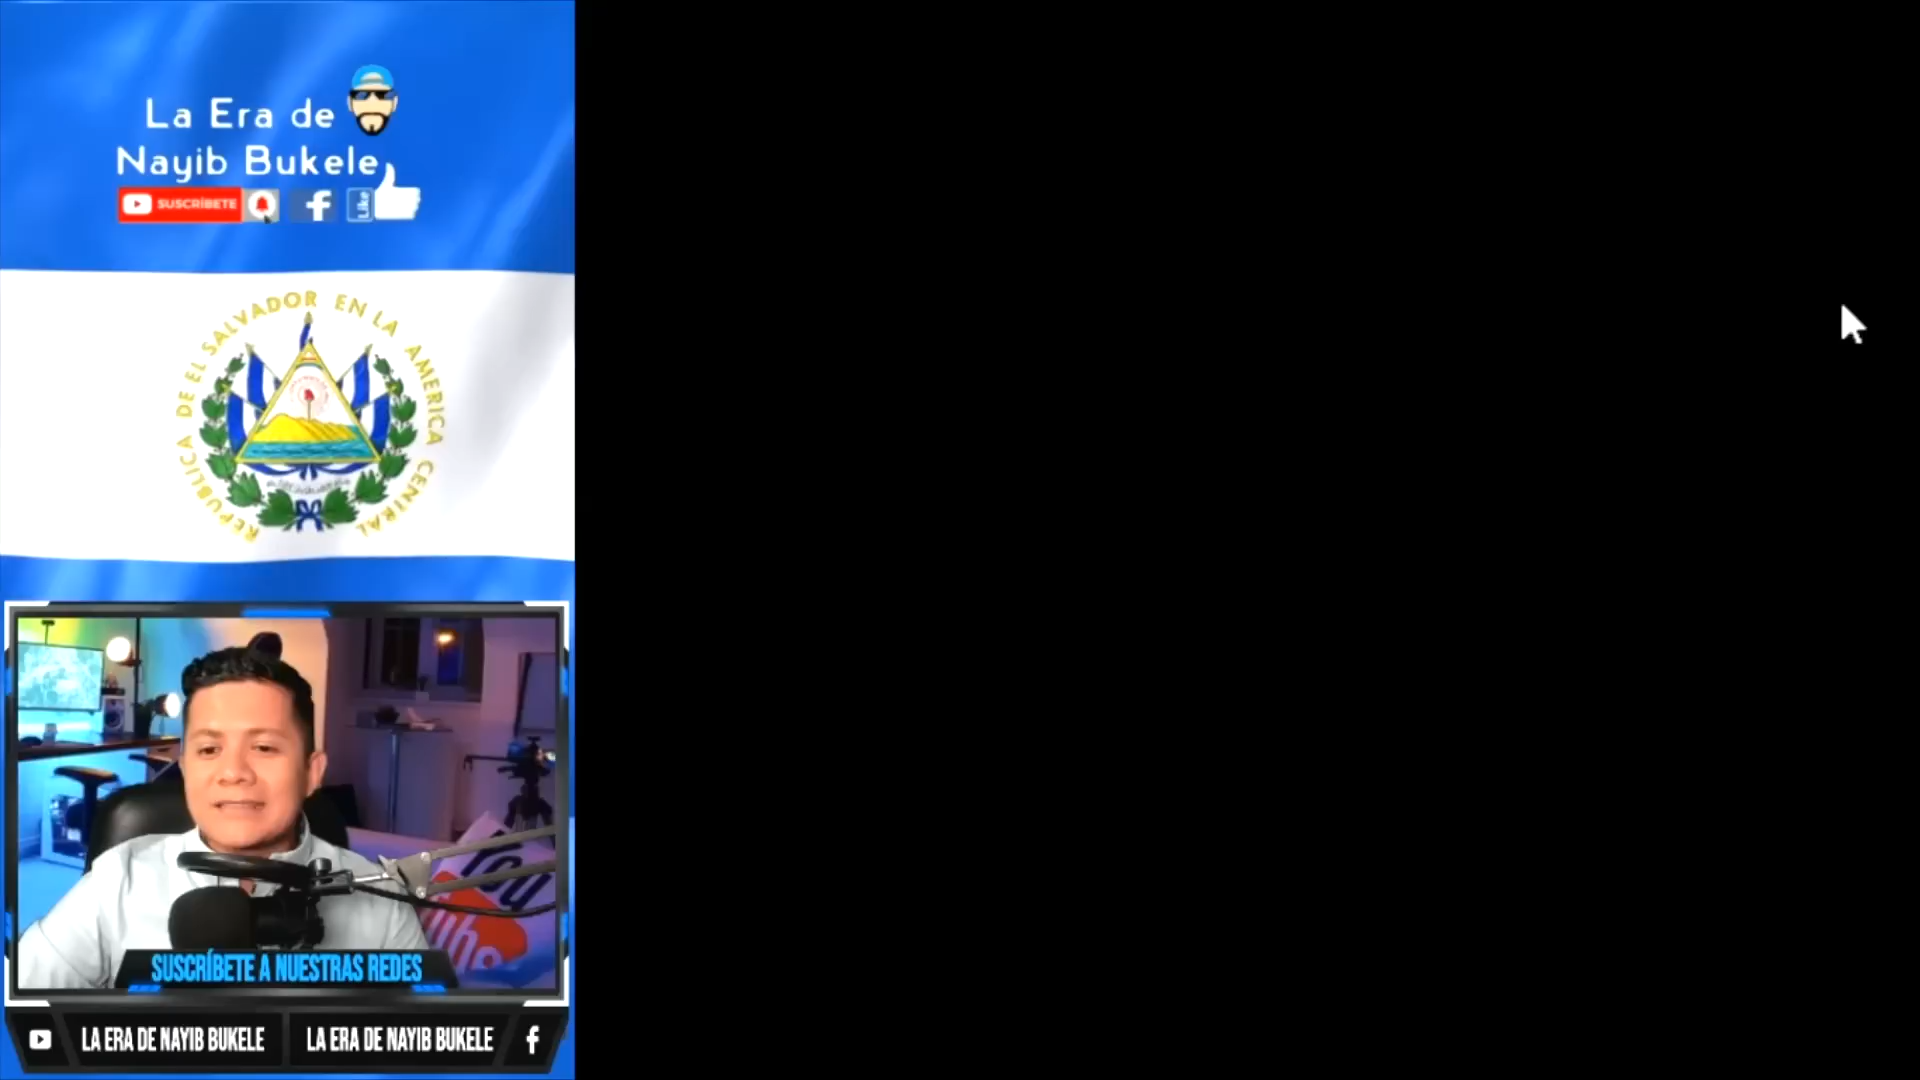 La Era de
Nayib Bukele
SUSCRÍBETE
Like
REPUBLICA DE EL SALVADOR EN LA AMERICA CENTRAL
You
SUSCRÍBETE A NUESTRAS REDES
LA ERA DE NAYIB BUKELE
LA ERA DE NAYIB BUKELE